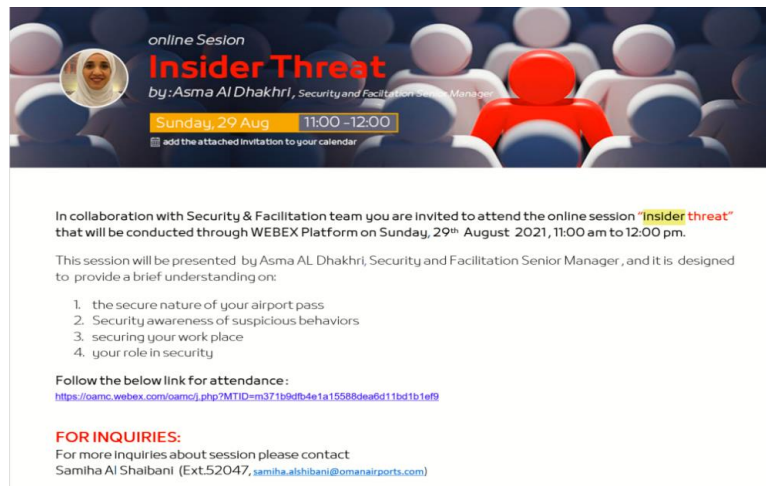 online Sesion
Insider Threat
by:Asma Al Dhakhri, Security and Faciltation Senior Manager
Sunday, 29 Aug 11:00 -12:00
add the attached invitation to your calendar
In collaboration with Security & Facilitation team you are invited to attend the online session "insider threat"
that will be conducted through WEBEX Platform on Sunday, 29th August 2021, 11:00 am to 12:00 pm.
This session will be presented by Asma AL Dhakhri, Security and Facilitation Senior Manager, and it is designed
to provide a brief understanding on:
1. the secure nature of your airport pass
2. Security awareness of suspicious behaviors
3. securing your work place
4. your role in security
Follow the below link for attendance:
https://oamc.webex.com/oamc/j.php?MTID=m371b9dfb4e1a15588dea6d11bd1b1ef9
FOR INQUIRIES:
For more inquiries about session please contact
Samiha Al Shaibani (Ext.52047, samiha.alshibani@omanairports.com)